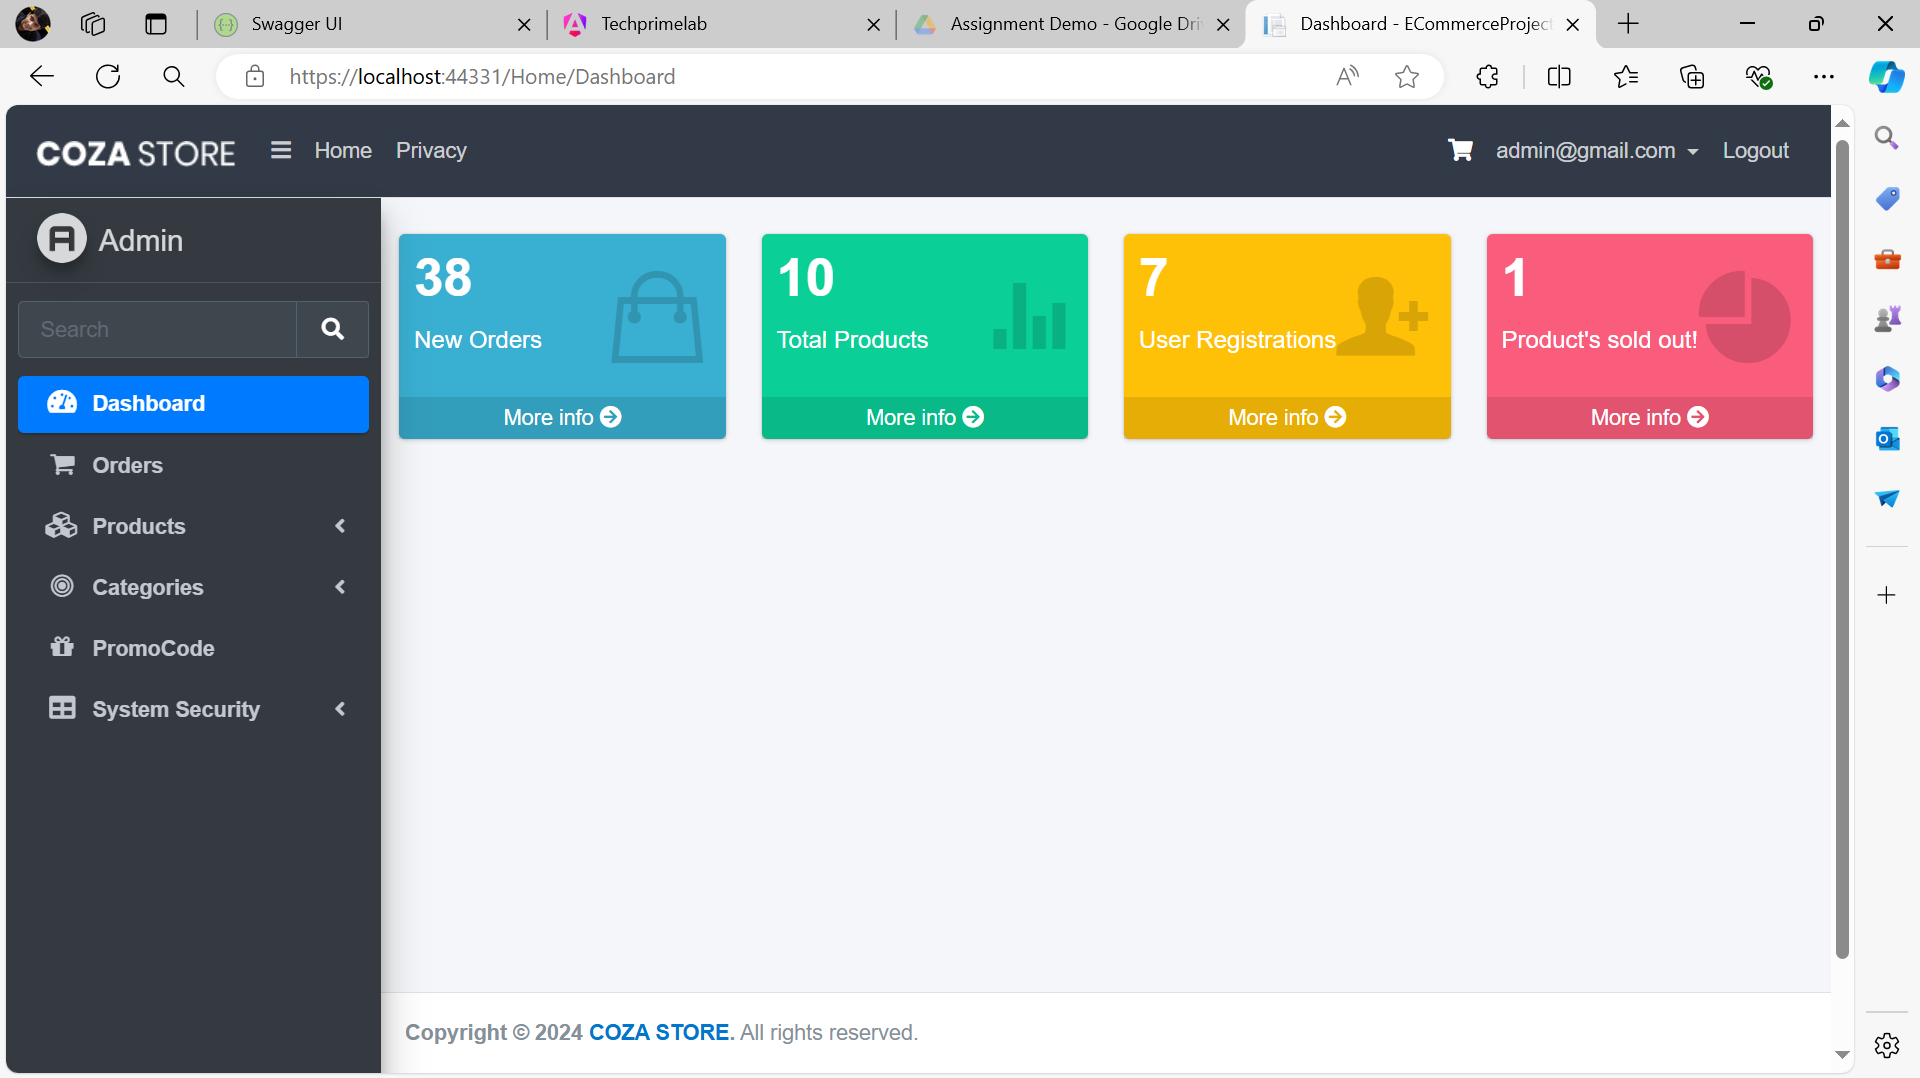 Swagger UI
Techprimelab
Assignment Demo - Google Dri
Dashboard - ECommerceProject
https://localhost:44331/Home/Dashboard
COZA STORE
Home
Privacy
admin@gmail.com
Logout
Admin
Search
Dashboard
Orders
Products
Categories
PromoCode
System Security
38
New Orders
More info
10
Total Products
More info
7
User Registrations
More info
1
Product's sold out!
More info
Copyright © 2024 COZA STORE. All rights reserved.